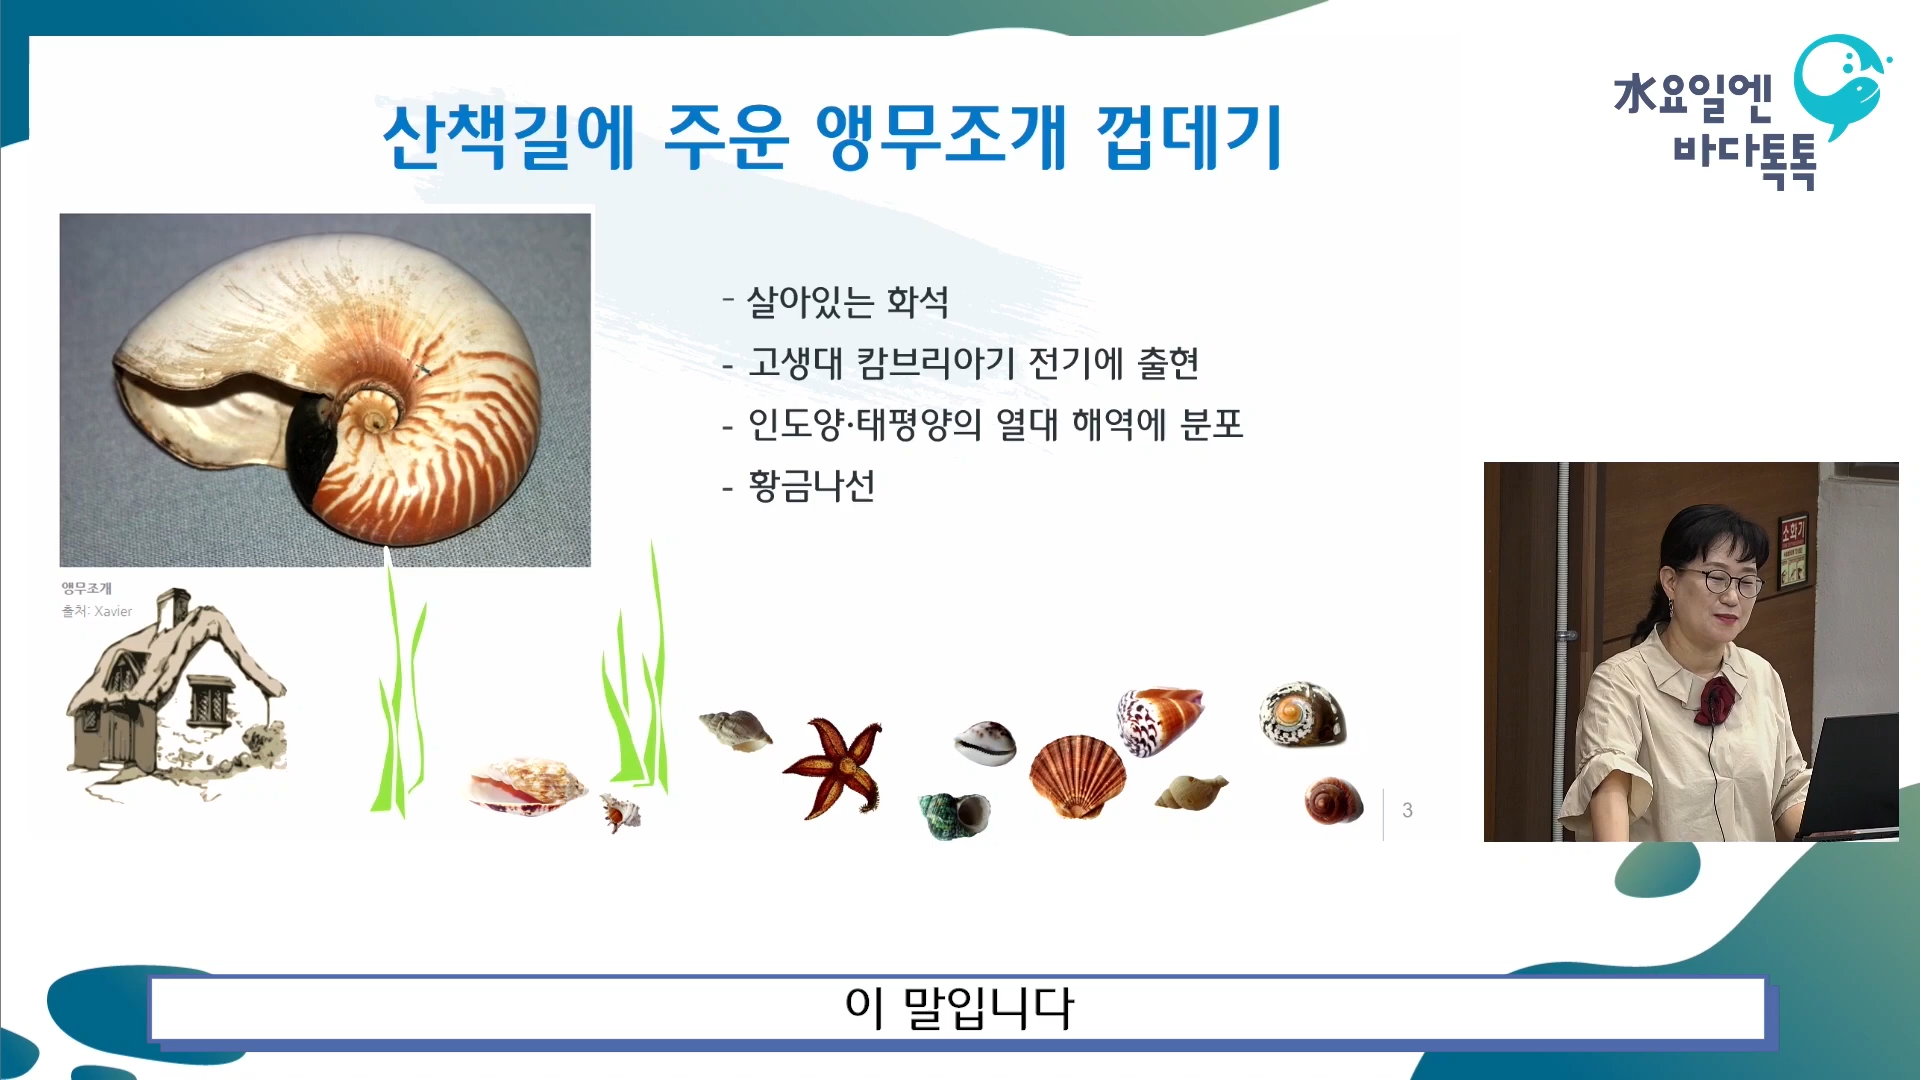 산책길에 주운 앵무조개 껍데기
水요일엔
바다톡톡
- 살아있는 화석
- 고생대 캄브리아기 전기에 출현
- 인도양·태평양의 열대 해역에 분포
- 황금나선
앵무조개
출처: Xavier
소화기
3
이 말입니다